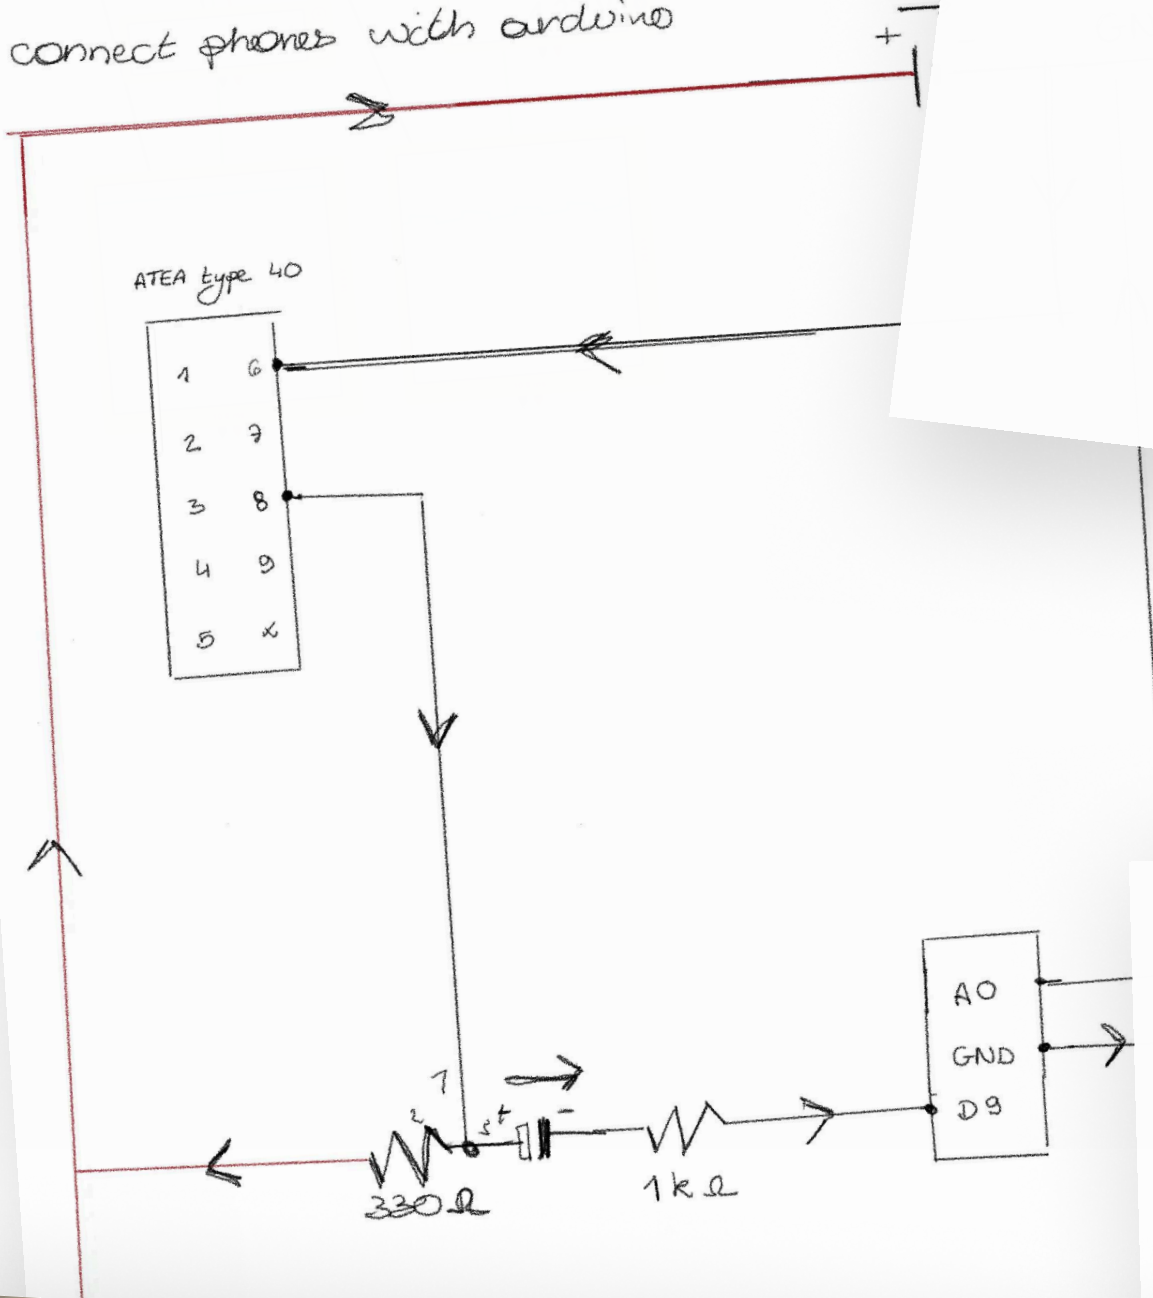 connect phones with arduino
+
ATEA type 40
1 6
2 7
3 8
4 9
5 x
A0
GND
D9
1
2 3 + -
330Ω 1kΩ